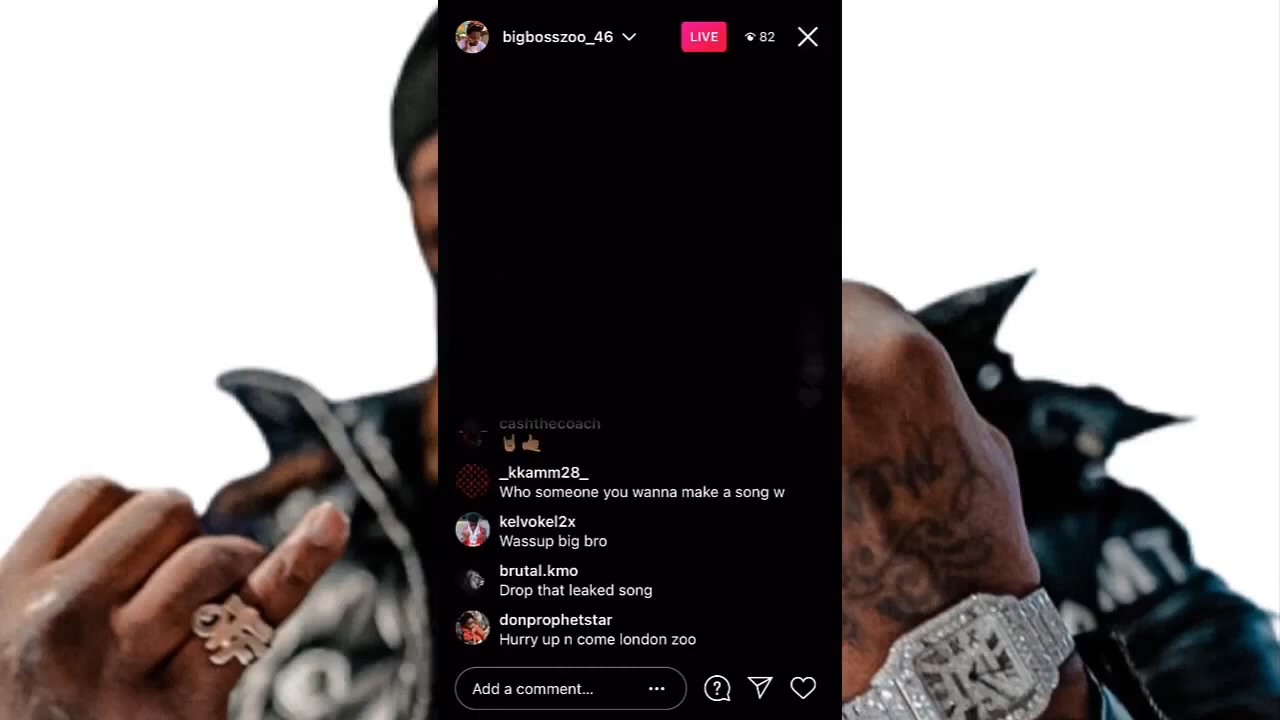 bigbosszoo_46
LIVE
82
cashthecoach
🤘🏽🤙🏽
_kkamm28_
Who someone you wanna make a song w
kelvokel2x
Wassup big bro
brutal.kmo
Drop that leaked song
donprophetstar
Hurry up n come london zoo
Add a comment...